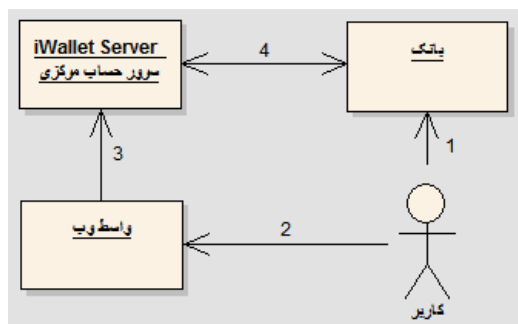 iWallet Server
سرور حساب مرکزی
4
بانک
3
1
واسط وب
2
کاربر